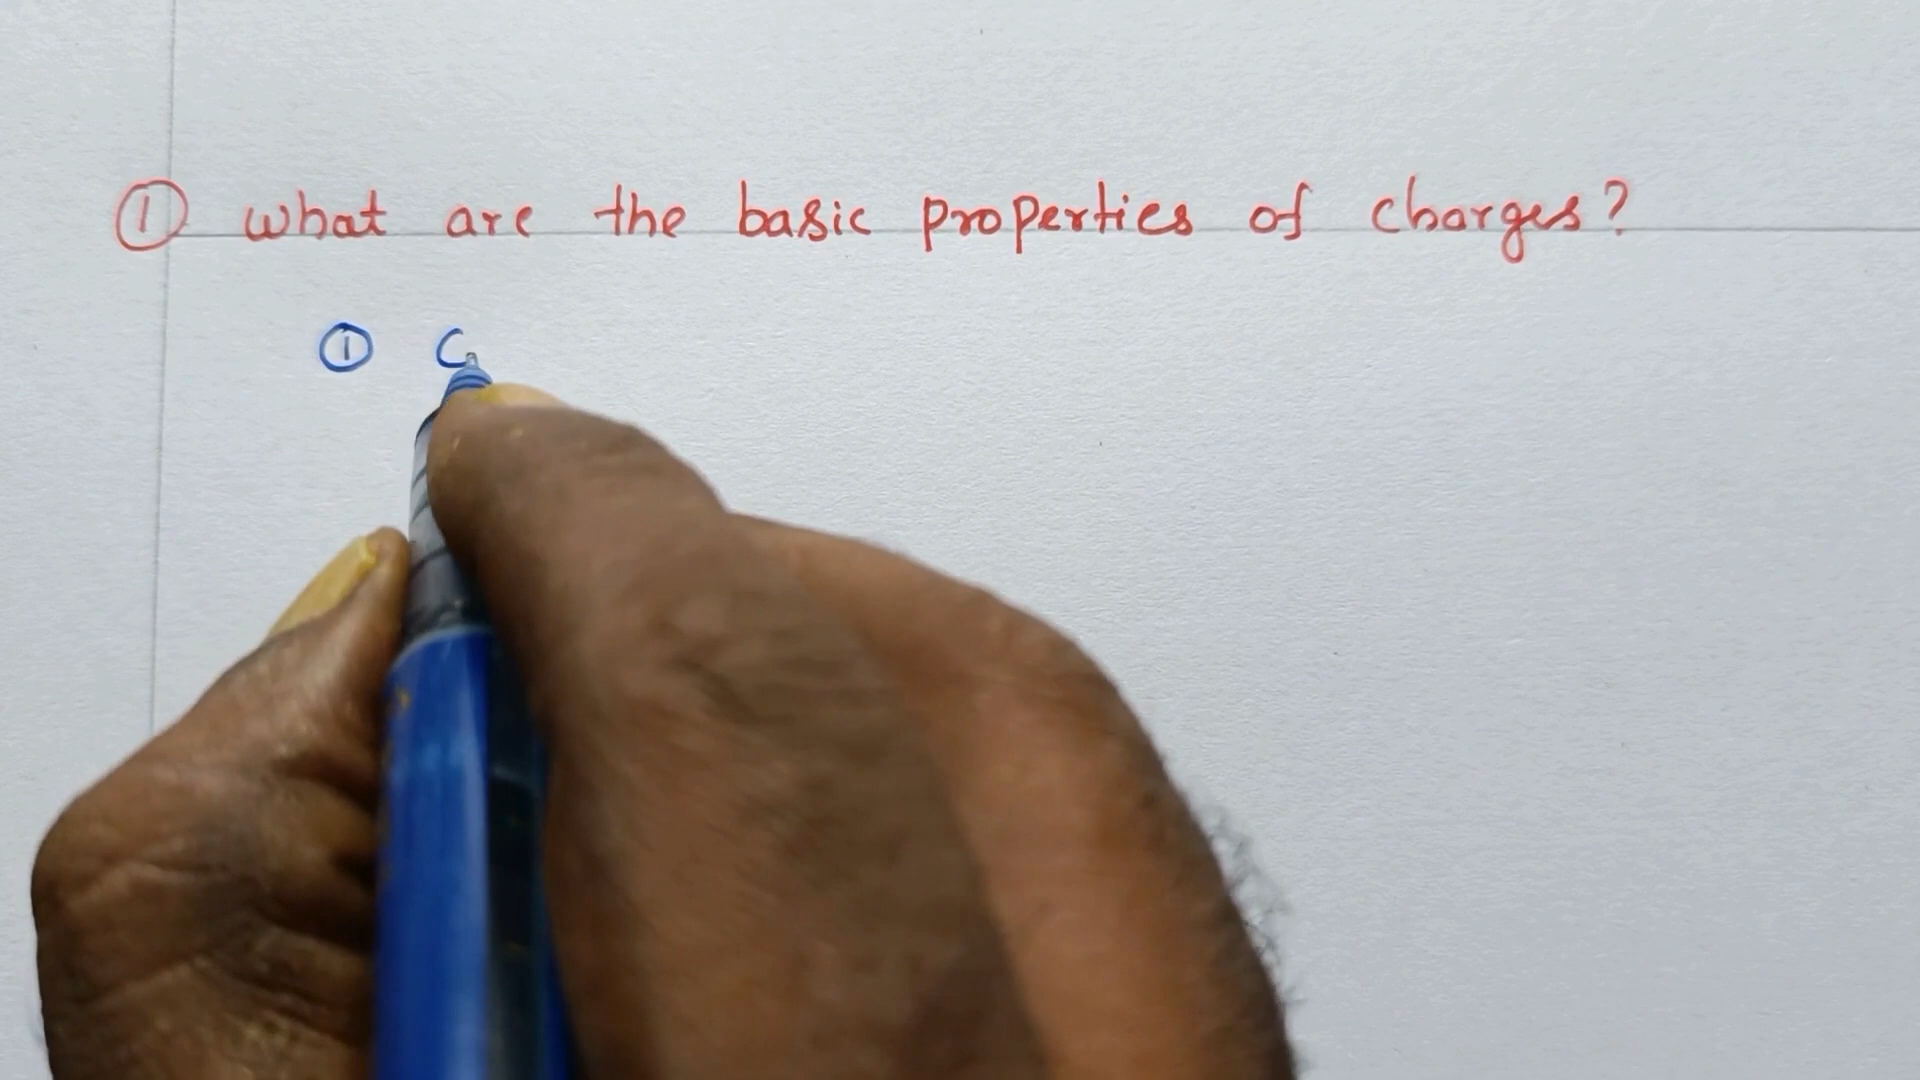 ① what are the basic properties of charges?
① C